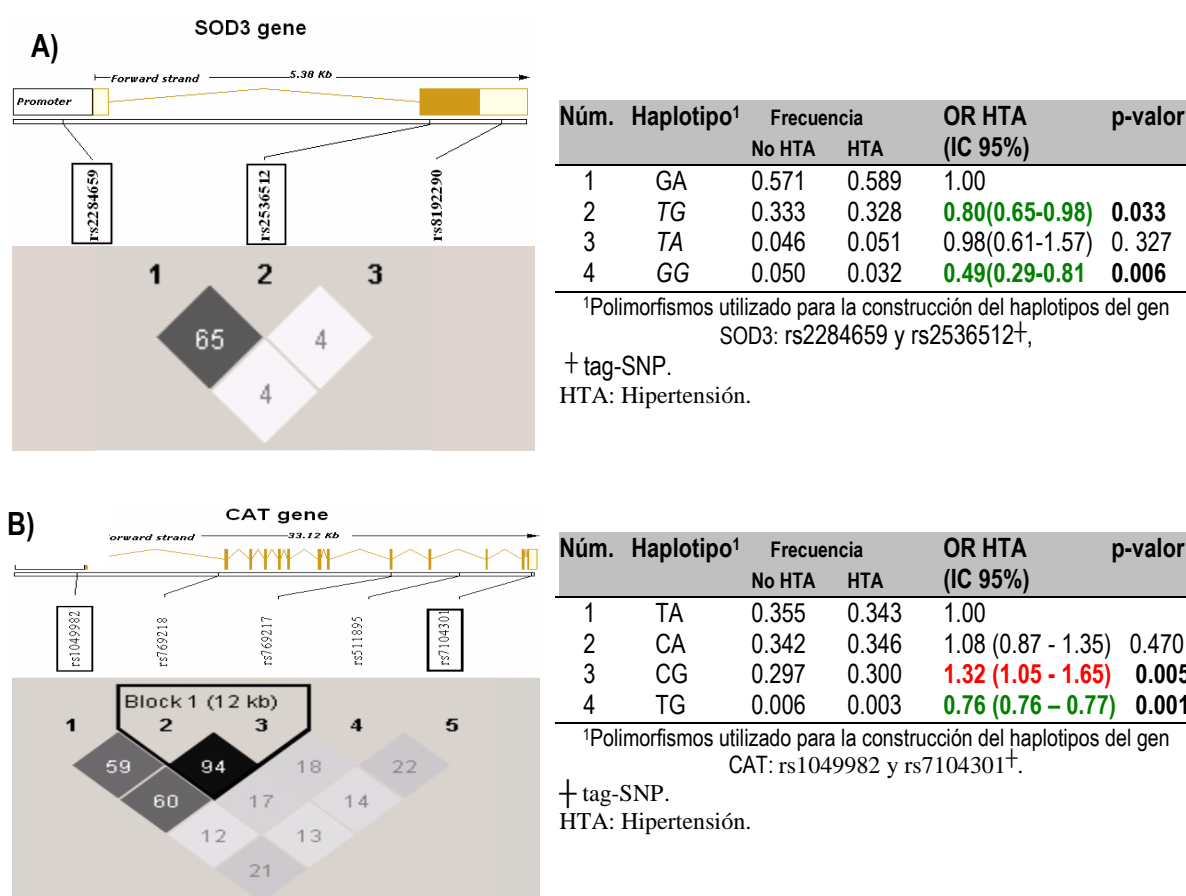 A)
SOD3 gene
Forward strand 5.38 Kb
Promoter
rs2284659 rs2536512 rs8192290
1 2 3
65 4
4
Núm. Haplotipo1 Frecuencia OR HTA p-valor
No HTA HTA (IC 95%)
1 GA 0.571 0.589 1.00
2 TG 0.333 0.328 0.80(0.65-0.98) 0.033
3 TA 0.046 0.051 0.98(0.61-1.57) 0. 327
4 GG 0.050 0.032 0.49(0.29-0.81 0.006
1Polimorfismos utilizado para la construcción del haplotipos del gen
SOD3: rs2284659 y rs2536512┼,
┼ tag-SNP.
HTA: Hipertensión.
B)
CAT gene
orward strand 33.12 Kb
rs1049982 rs769218 rs769217 rs511895 rs7104301
Block 1 (12 kb)
1 2 3 4 5
59 94 18 22
60 17 14
12 13
21
Núm. Haplotipo1 Frecuencia OR HTA p-valor
No HTA HTA (IC 95%)
1 TA 0.355 0.343 1.00
2 CA 0.342 0.346 1.08 (0.87 - 1.35) 0.470
3 CG 0.297 0.300 1.32 (1.05 - 1.65) 0.005
4 TG 0.006 0.003 0.76 (0.76 – 0.77) 0.001
1Polimorfismos utilizado para la construcción del haplotipos del gen
CAT: rs1049982 y rs7104301┼.
┼ tag-SNP.
HTA: Hipertensión.